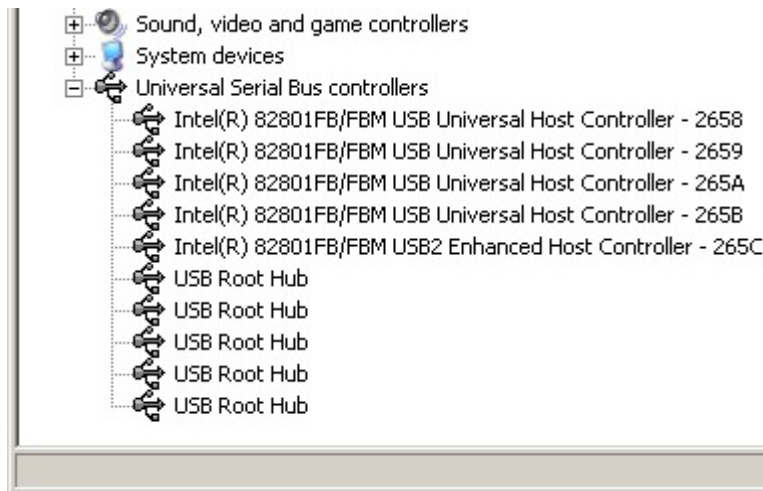 Sound, video and game controllers
System devices
Universal Serial Bus controllers
Intel(R) 82801FB/FBM USB Universal Host Controller - 2658
Intel(R) 82801FB/FBM USB Universal Host Controller - 2659
Intel(R) 82801FB/FBM USB Universal Host Controller - 265A
Intel(R) 82801FB/FBM USB Universal Host Controller - 265B
Intel(R) 82801FB/FBM USB2 Enhanced Host Controller - 265C
USB Root Hub
USB Root Hub
USB Root Hub
USB Root Hub
USB Root Hub